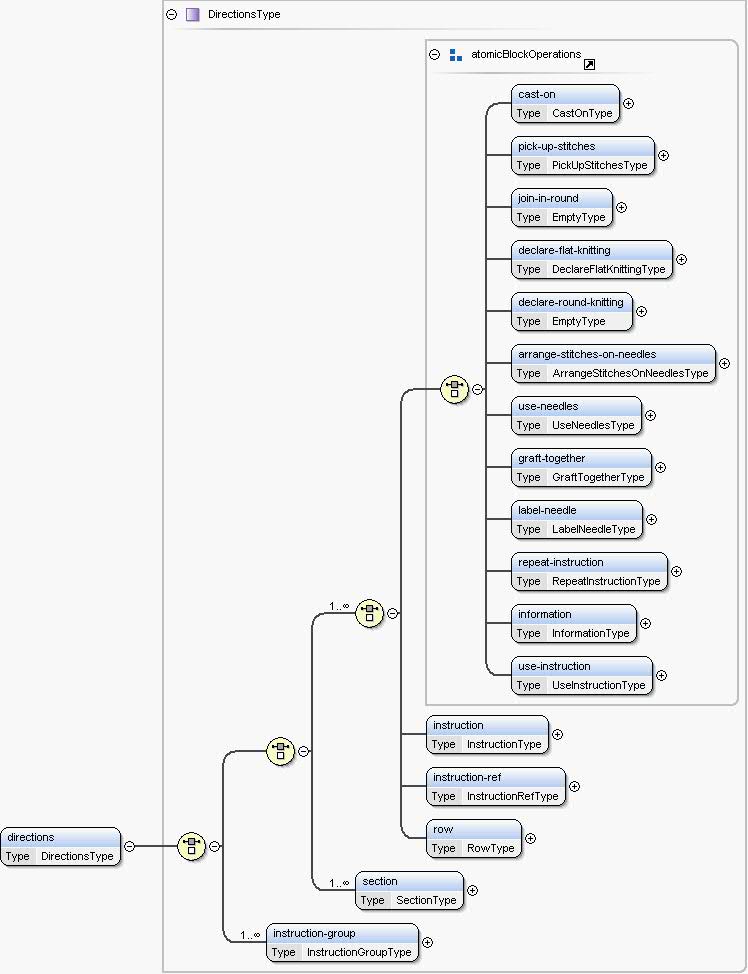 DirectionsType
atomicBlockOperations
cast-on
Type CastOnType
pick-up-stitches
Type PickUpStitchesType
join-in-round
Type EmptyType
declare-flat-knitting
Type DeclareFlatKnittingType
declare-round-knitting
Type EmptyType
arrange-stitches-on-needles
Type ArrangeStitchesOnNeedlesType
use-needles
Type UseNeedlesType
graft-together
Type GraftTogetherType
label-needle
Type LabelNeedleType
repeat-instruction
Type RepeatInstructionType
1..∞
information
Type InformationType
use-instruction
Type UseInstructionType
instruction
Type InstructionType
instruction-ref
Type InstructionRefType
row
Type RowType
directions
Type DirectionsType
1..∞
section
Type SectionType
1..∞
instruction-group
Type InstructionGroupType